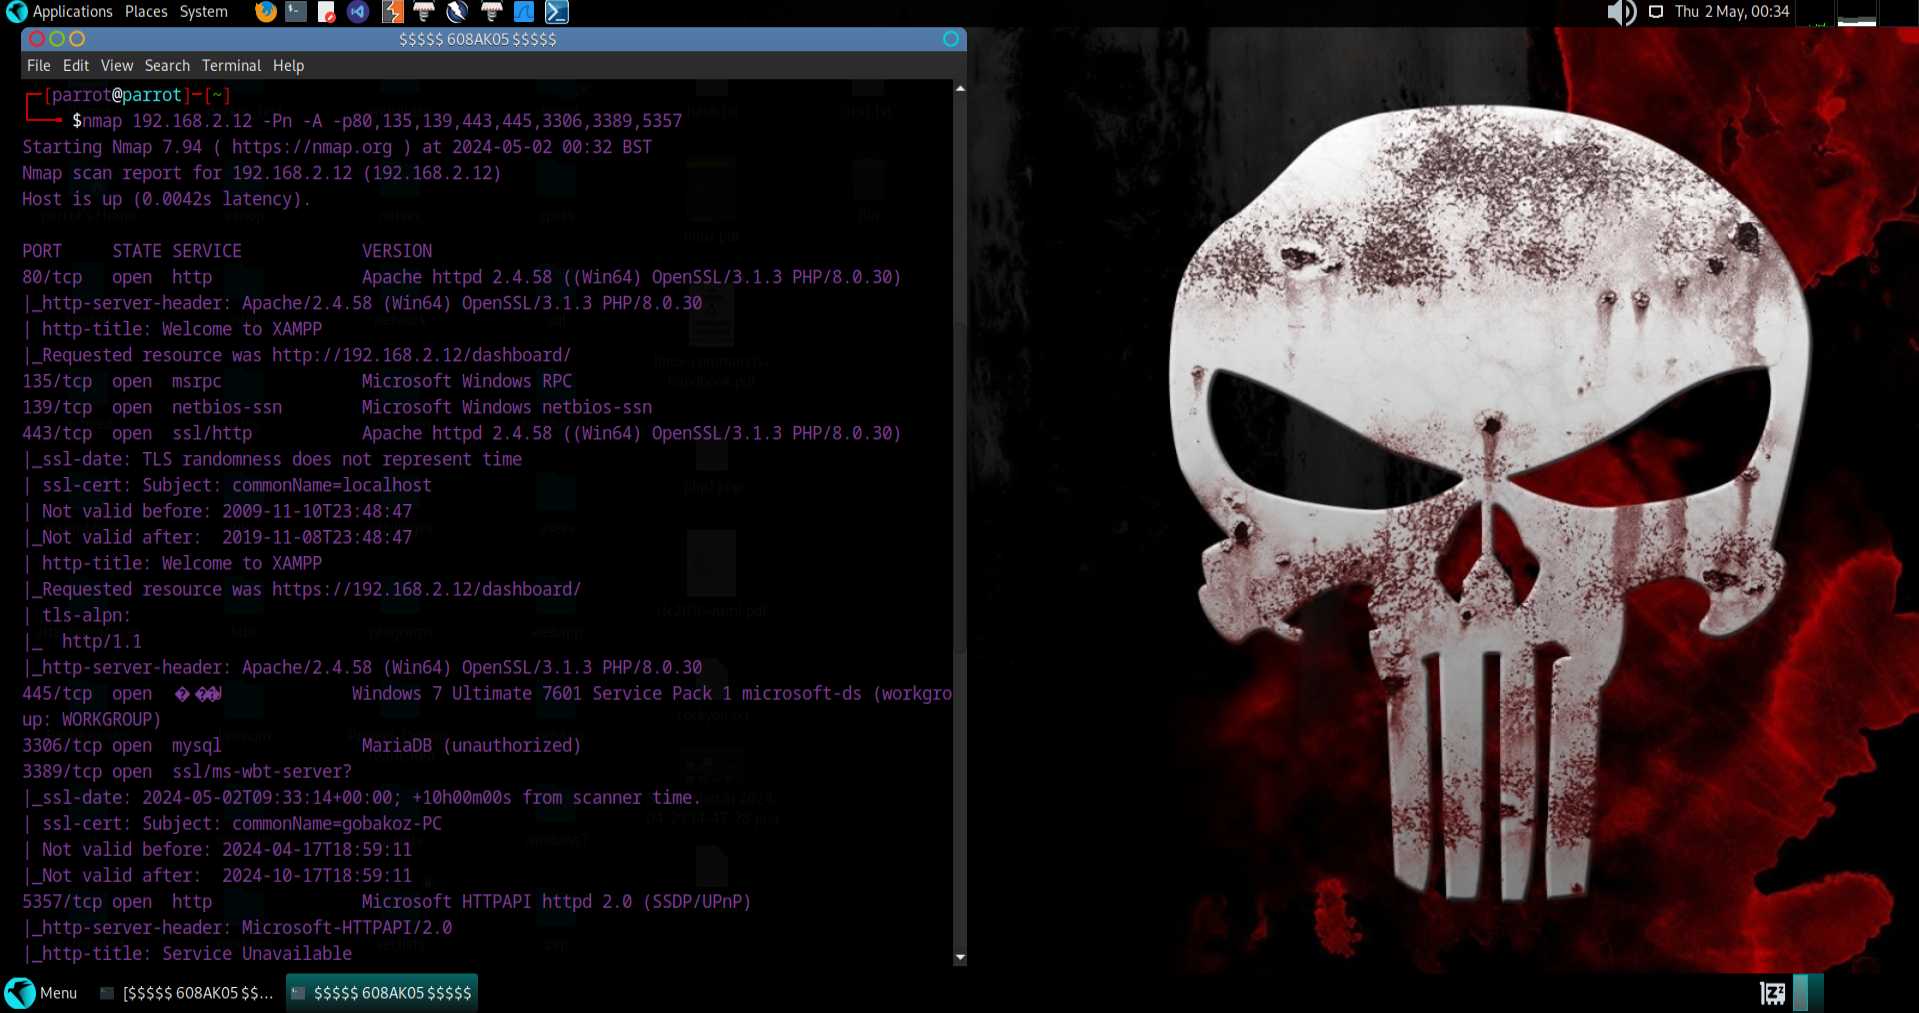 Applications Places System
Thu 2 May, 00:34
$$$$$ 608AK05 $$$$$
File Edit View Search Terminal Help
[parrot@parrot]─[~]
$nmap 192.168.2.12 -Pn -A -p80,135,139,443,445,3306,3389,5357
Starting Nmap 7.94 ( https://nmap.org ) at 2024-05-02 00:32 BST
Nmap scan report for 192.168.2.12 (192.168.2.12)
Host is up (0.0042s latency).
PORT STATE SERVICE VERSION
80/tcp open http Apache httpd 2.4.58 ((Win64) OpenSSL/3.1.3 PHP/8.0.30)
|_http-server-header: Apache/2.4.58 (Win64) OpenSSL/3.1.3 PHP/8.0.30
| http-title: Welcome to XAMPP
|_Requested resource was http://192.168.2.12/dashboard/
135/tcp open msrpc Microsoft Windows RPC
139/tcp open netbios-ssn Microsoft Windows netbios-ssn
443/tcp open ssl/http Apache httpd 2.4.58 ((Win64) OpenSSL/3.1.3 PHP/8.0.30)
|_ssl-date: TLS randomness does not represent time
| ssl-cert: Subject: commonName=localhost
| Not valid before: 2009-11-10T23:48:47
|_Not valid after: 2019-11-08T23:48:47
| http-title: Welcome to XAMPP
|_Requested resource was https://192.168.2.12/dashboard/
| tls-alpn:
|_ http/1.1
|_http-server-header: Apache/2.4.58 (Win64) OpenSSL/3.1.3 PHP/8.0.30
445/tcp open Windows 7 Ultimate 7601 Service Pack 1 microsoft-ds (workgro
up: WORKGROUP)
3306/tcp open mysql MariaDB (unauthorized)
3389/tcp open ssl/ms-wbt-server?
|_ssl-date: 2024-05-02T09:33:14+00:00; +10h00m00s from scanner time.
| ssl-cert: Subject: commonName=gobakoz-PC
| Not valid before: 2024-04-17T18:59:11
|_Not valid after: 2024-10-17T18:59:11
5357/tcp open http Microsoft HTTPAPI httpd 2.0 (SSDP/UPnP)
|_http-server-header: Microsoft-HTTPAPI/2.0
|_http-title: Service Unavailable
Menu [$$$$$ 608AK05 $$... $$$$$ 608AK05 $$$$$